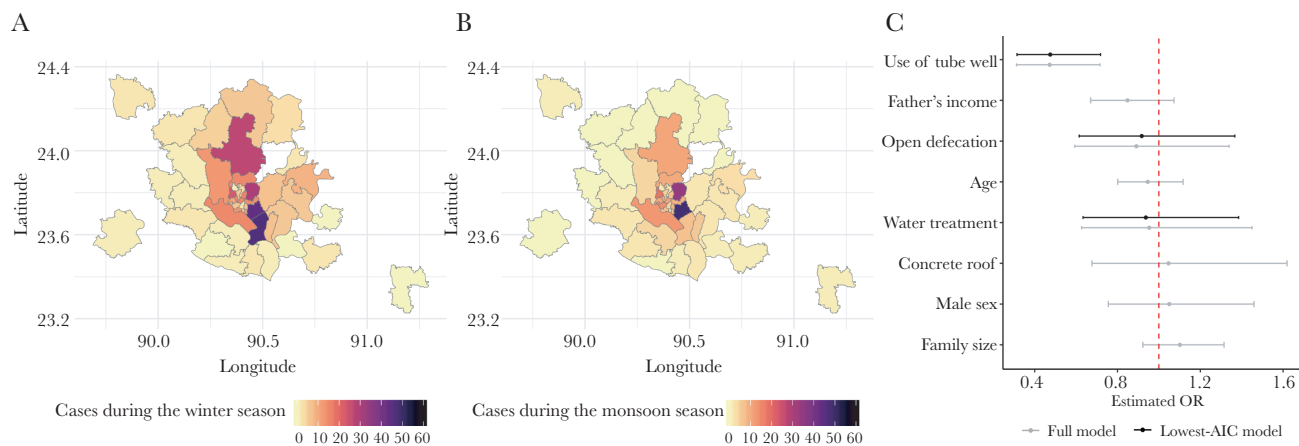 A
B
C
24.4
24.0
23.6
23.2
Latitude
90.0
90.5
91.0
Longitude
Cases during the winter season
0 10 20 30 40 50 60
24.4
24.0
23.6
23.2
Latitude
90.0
90.5
91.0
Longitude
Cases during the monsoon season
0 10 20 30 40 50 60
Use of tube well
Father's income
Open defecation
Age
Water treatment
Concrete roof
Male sex
Family size
0.4
0.8
1.2
1.6
Estimated OR
Full model
Lowest-AIC model